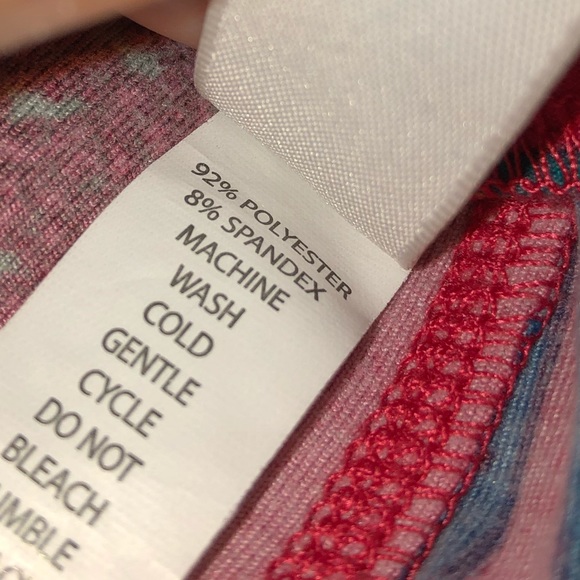 92% POLYESTER
8% SPANDEX
MACHINE
WASH
COLD
GENTLE
CYCLE
DO NOT
BLEACH